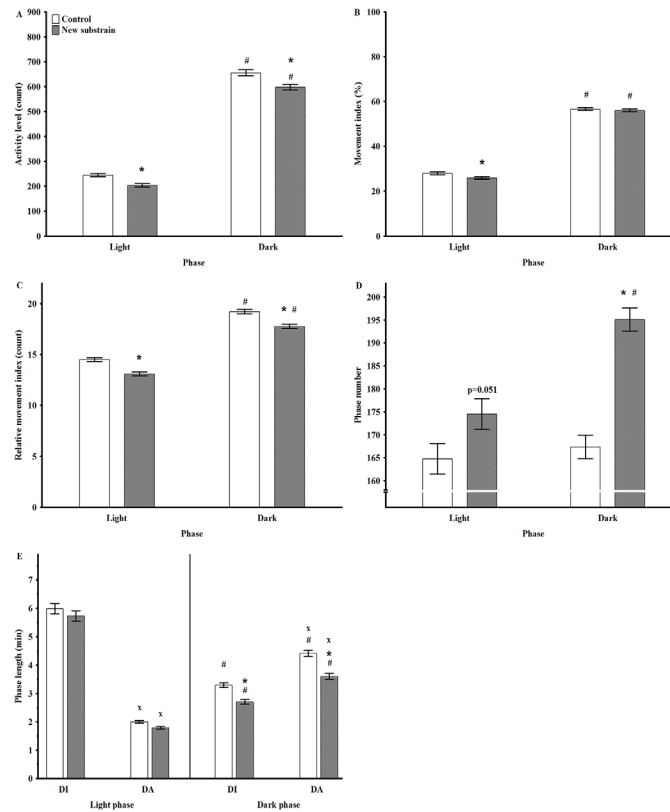 A
Control
New substrain
Activity level (count)
900
800
700
600
500
400
300
200
100
0
*
#
*
#
Light
Dark
Phase
B
Movement index (%)
100
80
60
40
20
0
*
#
#
Light
Dark
Phase
C
Relative movement index (count)
20
15
10
5
0
*
#
* #
Light
Dark
Phase
D
Phase number
200
195
190
185
180
175
170
165
160
p=0.051
* #
Light
Dark
Phase
E
Phase length (min)
7
6
5
4
3
2
1
0
x
x
#
*
#
x
#
x
*
#
DI
DA
DI
DA
Light phase
Dark phase